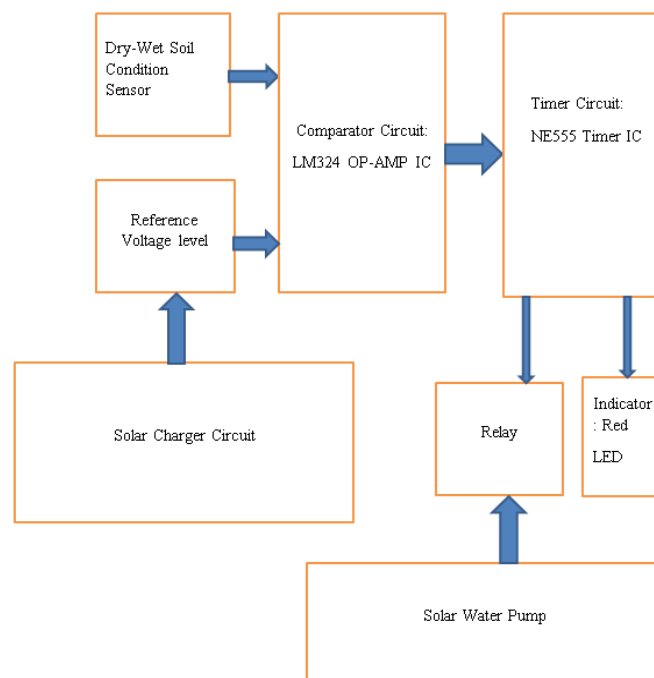 Dry-Wet Soil
Condition
Sensor
Comparator Circuit:
LM324 OP-AMP IC
Timer Circuit:
NE555 Timer IC
Reference
Voltage level
Solar Charger Circuit
Relay
Indicator
: Red
LED
Solar Water Pump